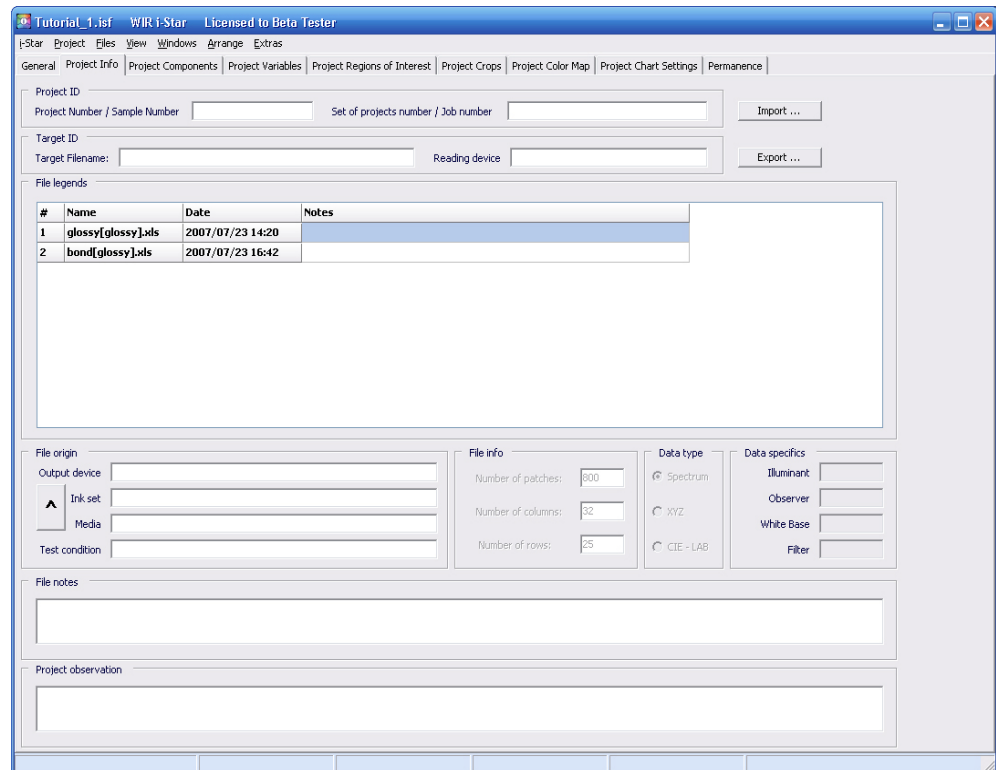 Tutorial_1.isf WIR i-Star Licensed to Beta Tester
i-Star Project Files View Windows Arrange Extras
General Project Info Project Components Project Variables Project Regions of Interest Project Crops Project Color Map Project Chart Settings Permanence
Project ID
Project Number / Sample Number Set of projects number / Job number Import ...
Target ID
Target Filename: Reading device Export ...
File legends
# Name Date Notes
1 glossy[glossy].xls 2007/07/23 14:20
2 bond[glossy].xls 2007/07/23 16:42
File origin File info Data type Data specifics
Output device Number of patches: 800 Spectrum Illuminant
^ Ink set Number of columns: 32 XYZ Observer
Media White Base
Test condition Number of rows: 25 CIE - LAB Filter
File notes
Project observation